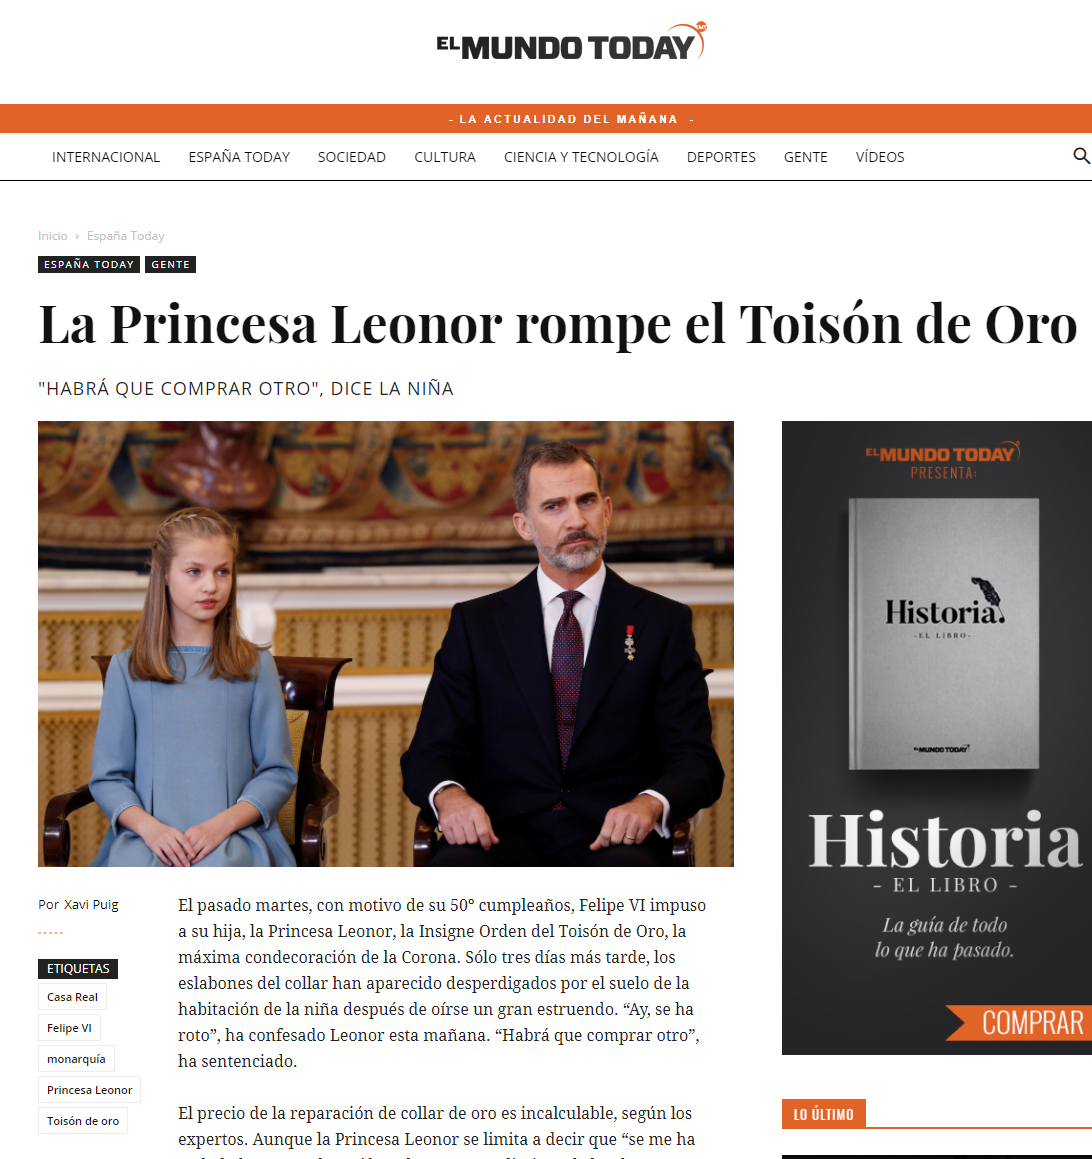 EL MUNDO TODAY
EMT
- LA ACTUALIDAD DEL MAÑANA -
INTERNACIONAL ESPAÑA TODAY SOCIEDAD CULTURA CIENCIA Y TECNOLOGÍA DEPORTES GENTE VÍDEOS
Inicio › España Today
ESPAÑA TODAY GENTE
La Princesa Leonor rompe el Toisón de Oro
"HABRÁ QUE COMPRAR OTRO", DICE LA NIÑA
Por Xavi Puig
-----
ETIQUETAS
Casa Real
Felipe VI
monarquía
Princesa Leonor
Toisón de oro
El pasado martes, con motivo de su 50º cumpleaños, Felipe VI impuso
a su hija, la Princesa Leonor, la Insigne Orden del Toisón de Oro, la
máxima condecoración de la Corona. Sólo tres días más tarde, los
eslabones del collar han aparecido desperdigados por el suelo de la
habitación de la niña después de oírse un gran estruendo. “Ay, se ha
roto”, ha confesado Leonor esta mañana. “Habrá que comprar otro”,
ha sentenciado.
El precio de la reparación de collar de oro es incalculable, según los
expertos. Aunque la Princesa Leonor se limita a decir que “se me ha
EL MUNDO TODAY
PRESENTA:
Historia.
- EL LIBRO-
EL MUNDO TODAY
Historia
- EL LIBRO -
La guía de todo
lo que ha pasado.
COMPRAR
LO ÚLTIMO